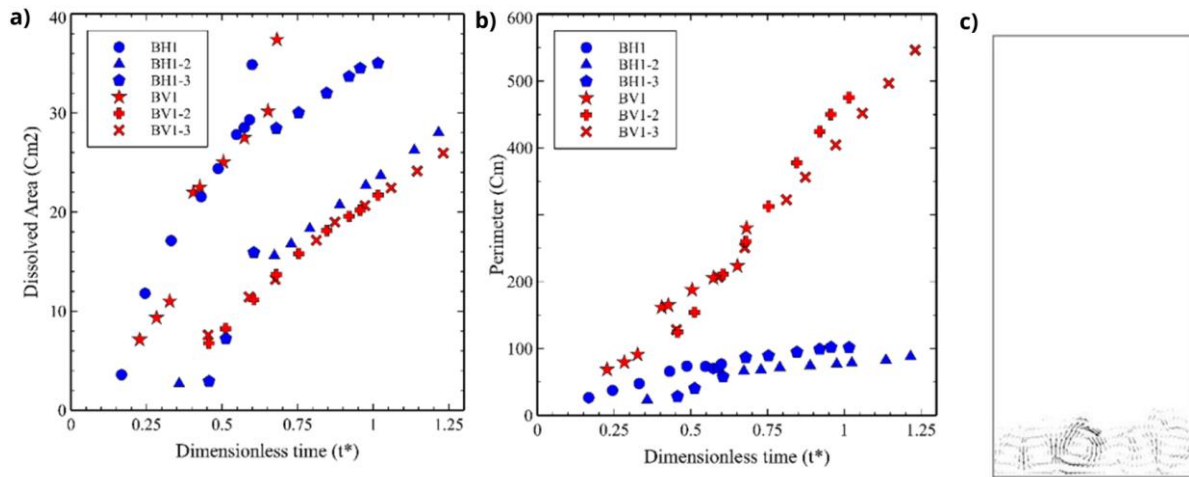 a)
40
30
20
10
0
Dissolved Area (Cm2)
BH1
BH1-2
BH1-3
BV1
BV1-2
BV1-3
0 0.25 0.5 0.75 1 1.25
Dimensionless time (t*)
b)
600
500
400
300
200
100
0
Perimeter (Cm)
BH1
BH1-2
BH1-3
BV1
BV1-2
BV1-3
0 0.25 0.5 0.75 1 1.25
Dimensionless time (t*)
c)